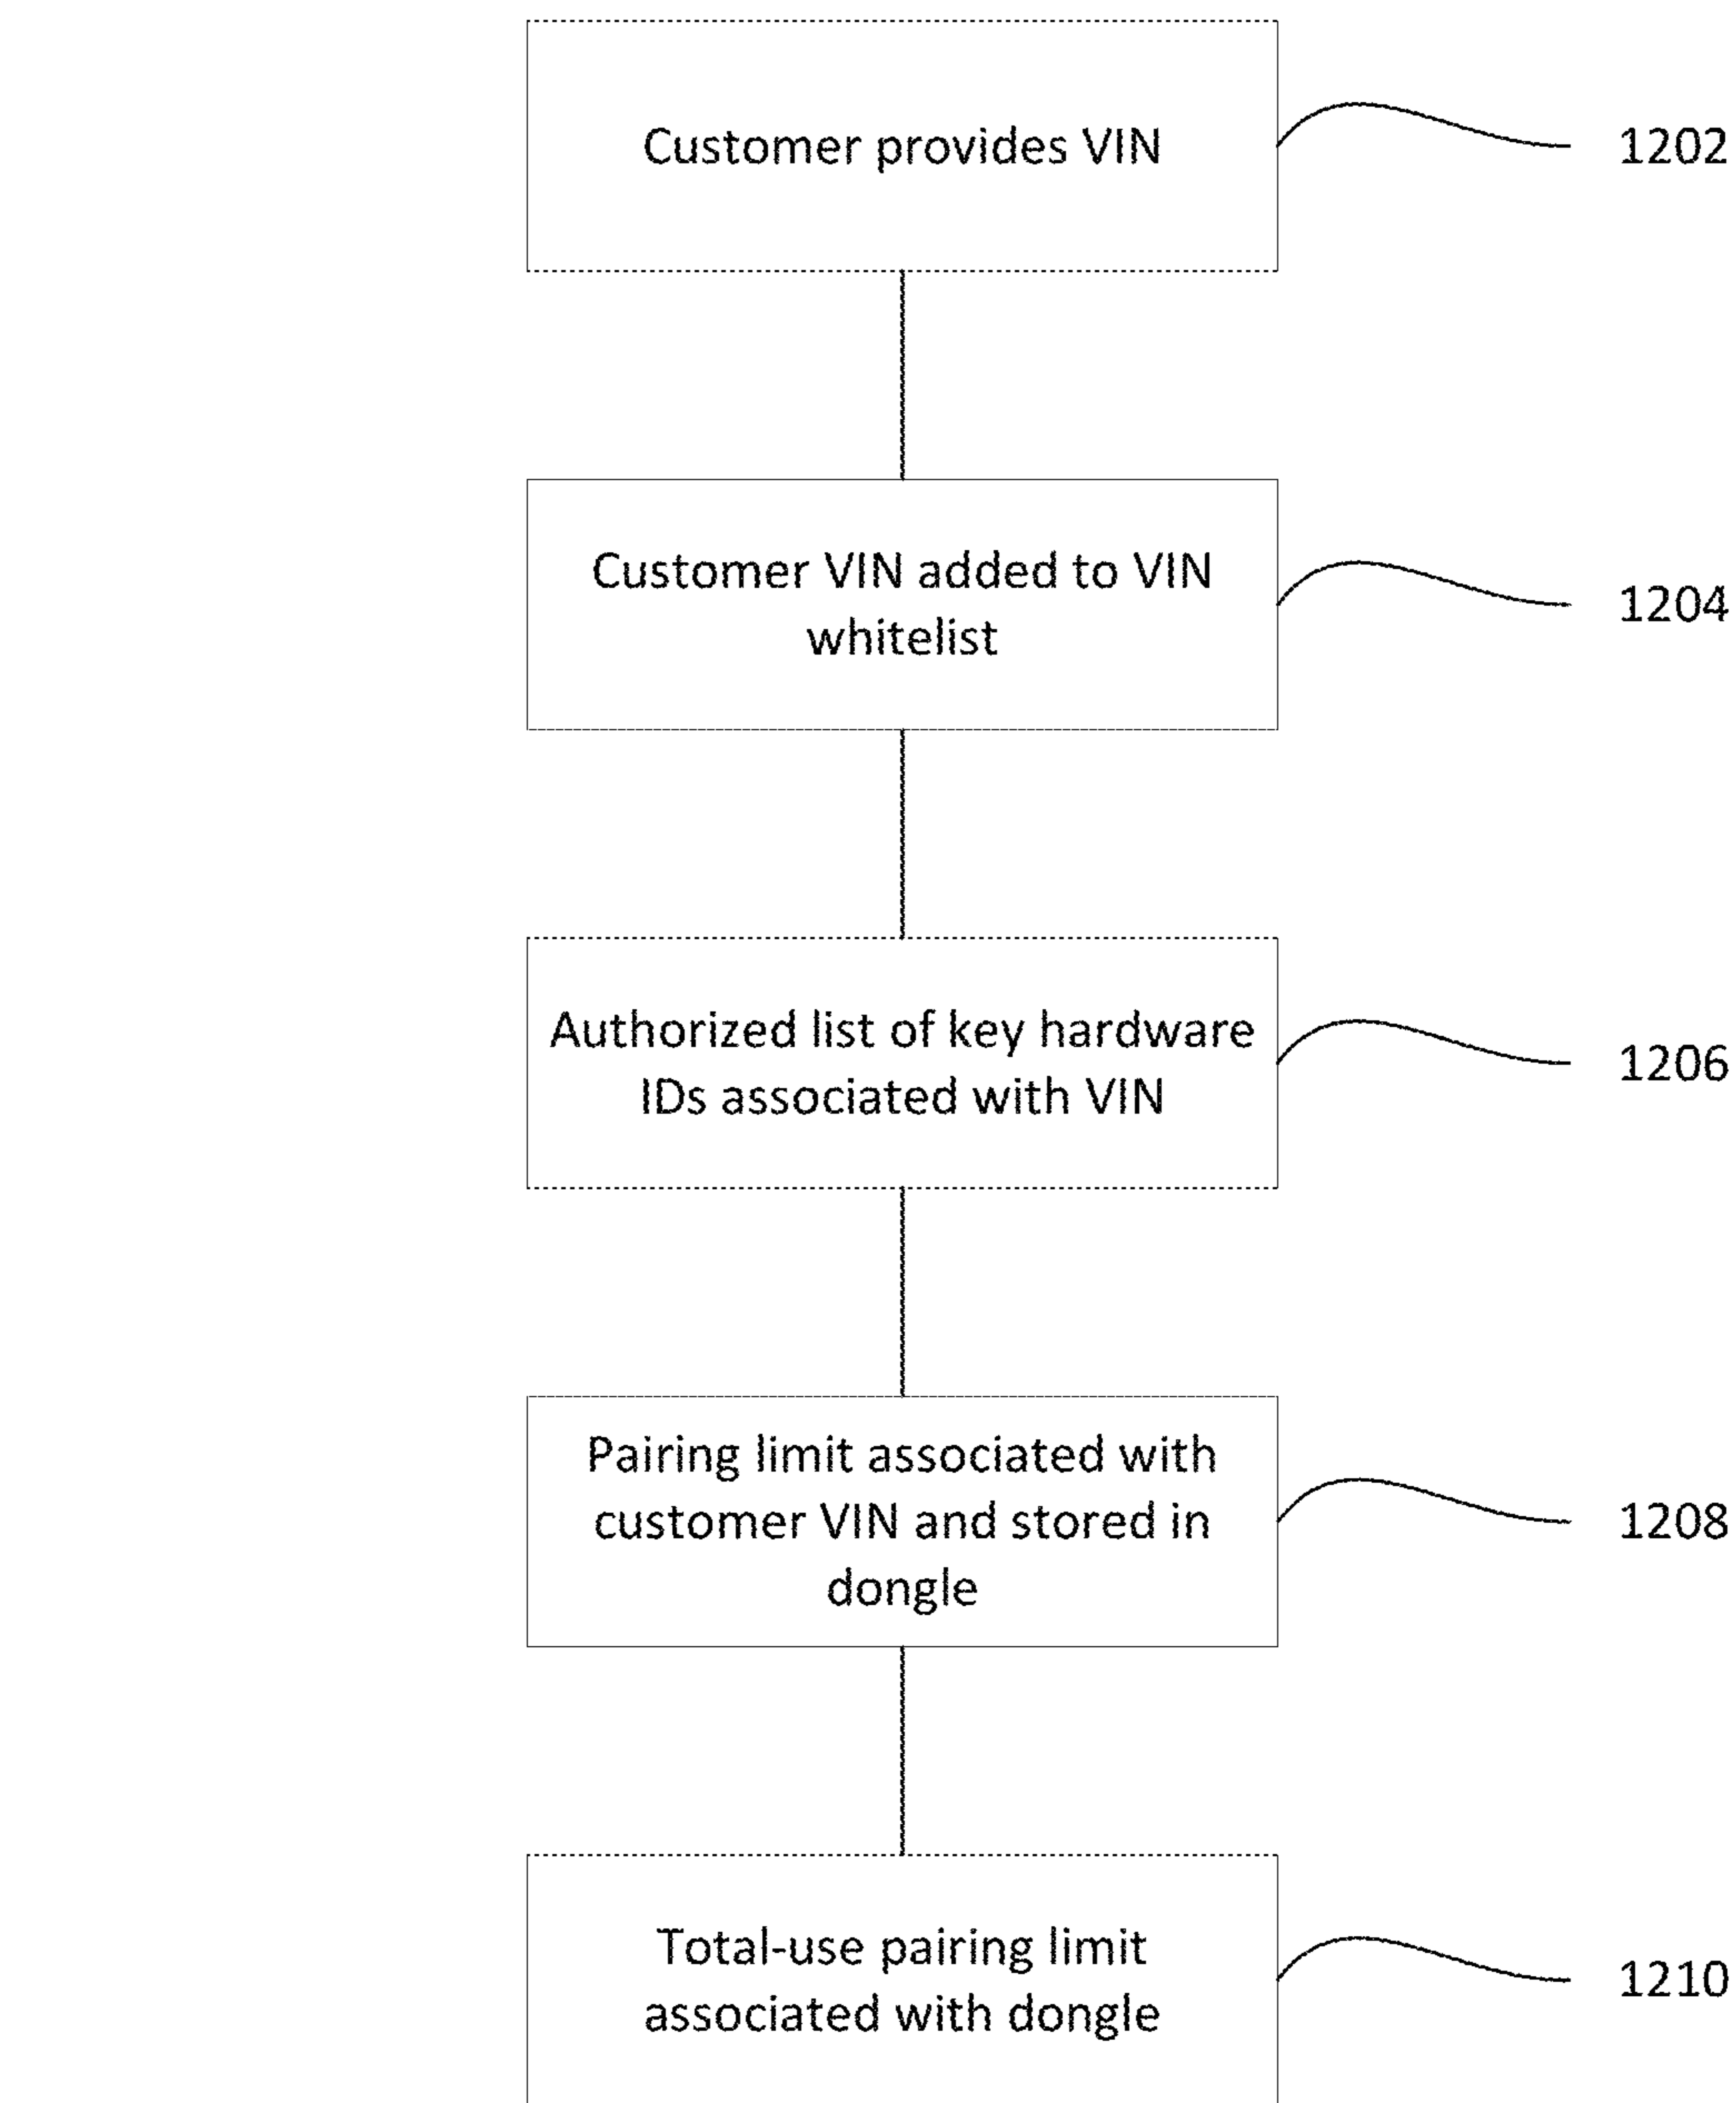 Customer provides VIN
1202
Customer VIN added to VIN
whitelist
1204
Authorized list of key hardware
IDs associated with VIN
1206
Pairing limit associated with
customer VIN and stored in
dongle
1208
Total-use pairing limit
associated with dongle
1210